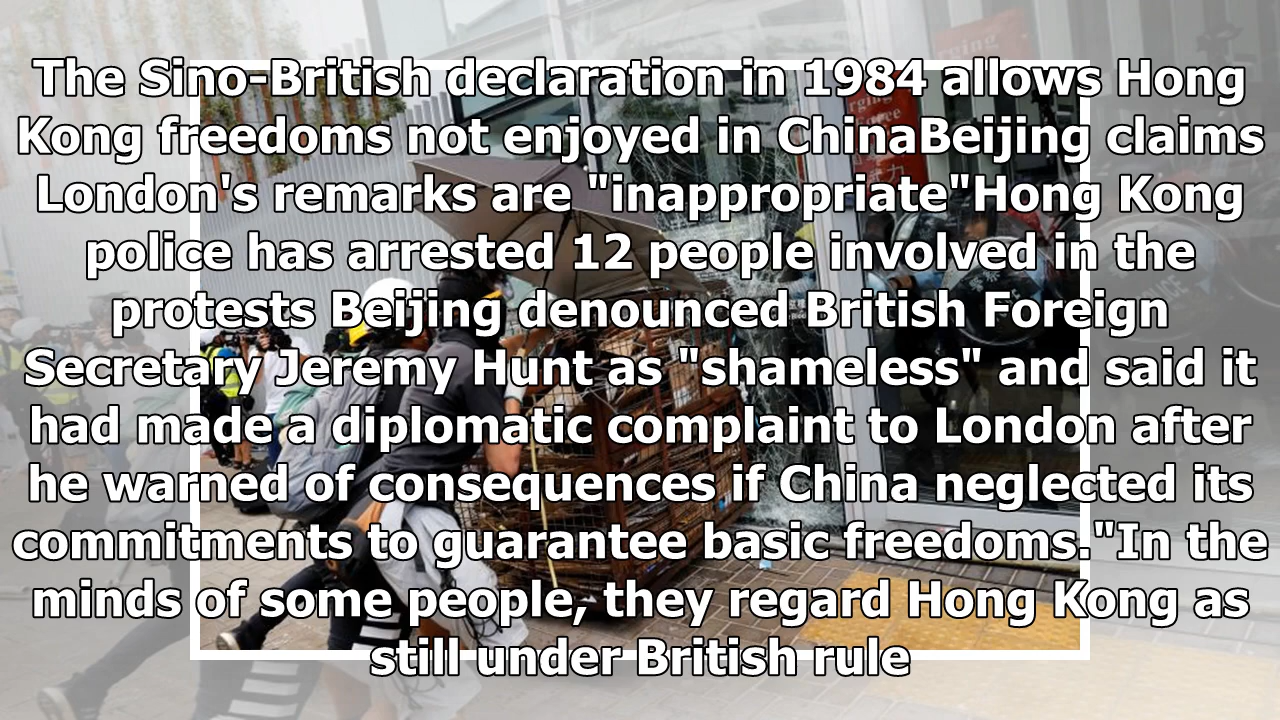 The Sino-British declaration in 1984 allows Hong
Kong freedoms not enjoyed in ChinaBeijing claims
London's remarks are "inappropriate"Hong Kong
police has arrested 12 people involved in the
protests Beijing denounced British Foreign
Secretary Jeremy Hunt as "shameless" and said it
had made a diplomatic complaint to London after
he warned of consequences if China neglected its
commitments to guarantee basic freedoms."In the
minds of some people, they regard Hong Kong as
still under British rule